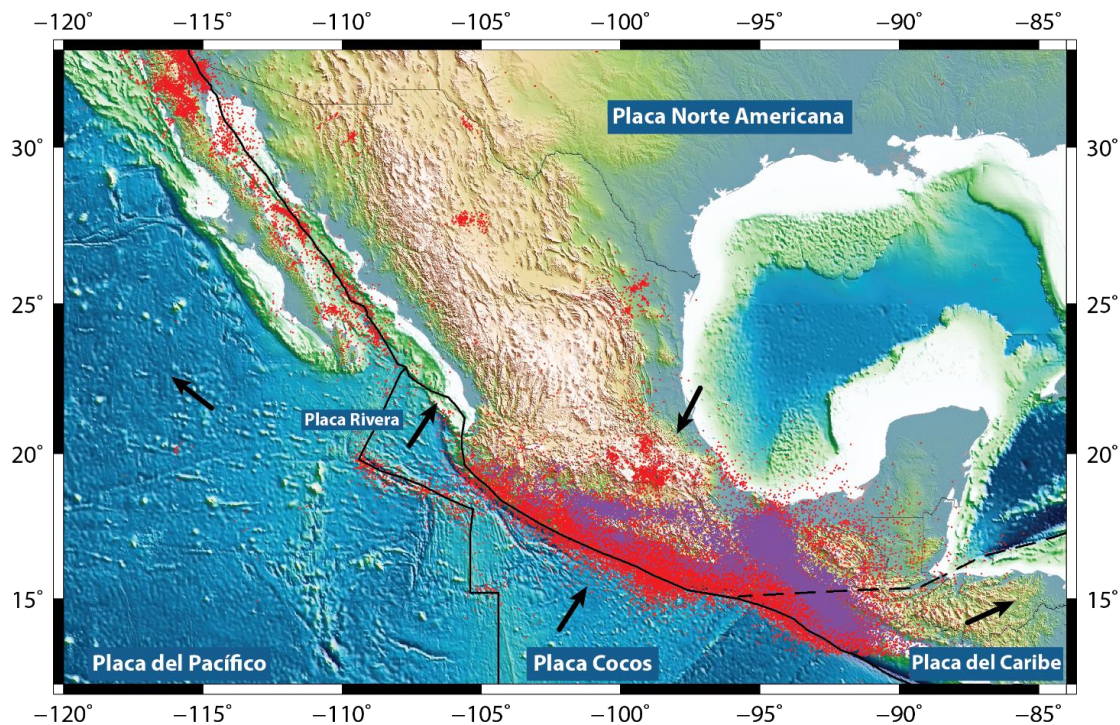 −120° −115° −110° −105° −100° −95° −90° −85°
Placa Norte Americana
30° 30°
25° 25°
Placa Rivera
20° 20°
15° 15°
Placa del Pacífico Placa Cocos Placa del Caribe
−120° −115° −110° −105° −100° −95° −90° −85°